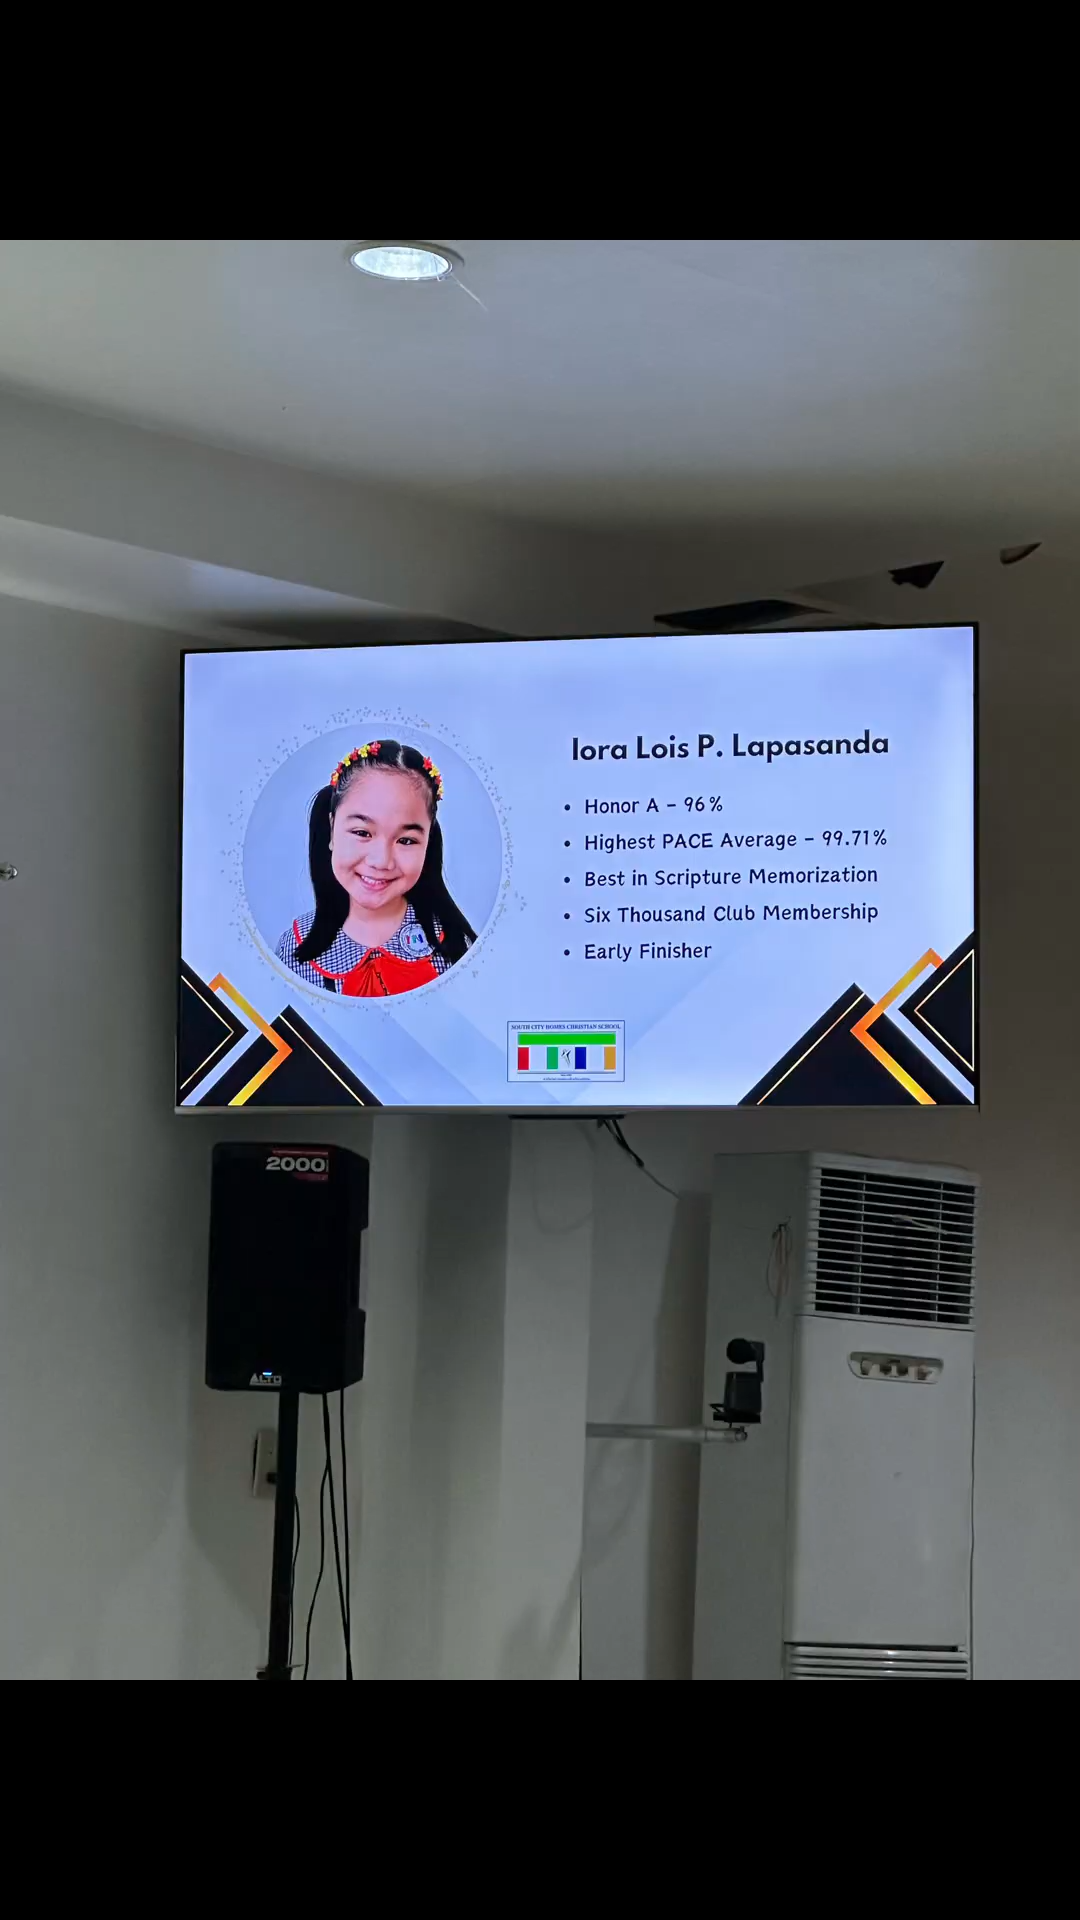 Iora Lois P. Lapasanda
• Honor A - 96%
• Highest PACE Average - 99.71%
• Best in Scripture Memorization
• Six Thousand Club Membership
• Early Finisher
SOUTH CITY HOMES CHRISTIAN SCHOOL
2000
ALTO